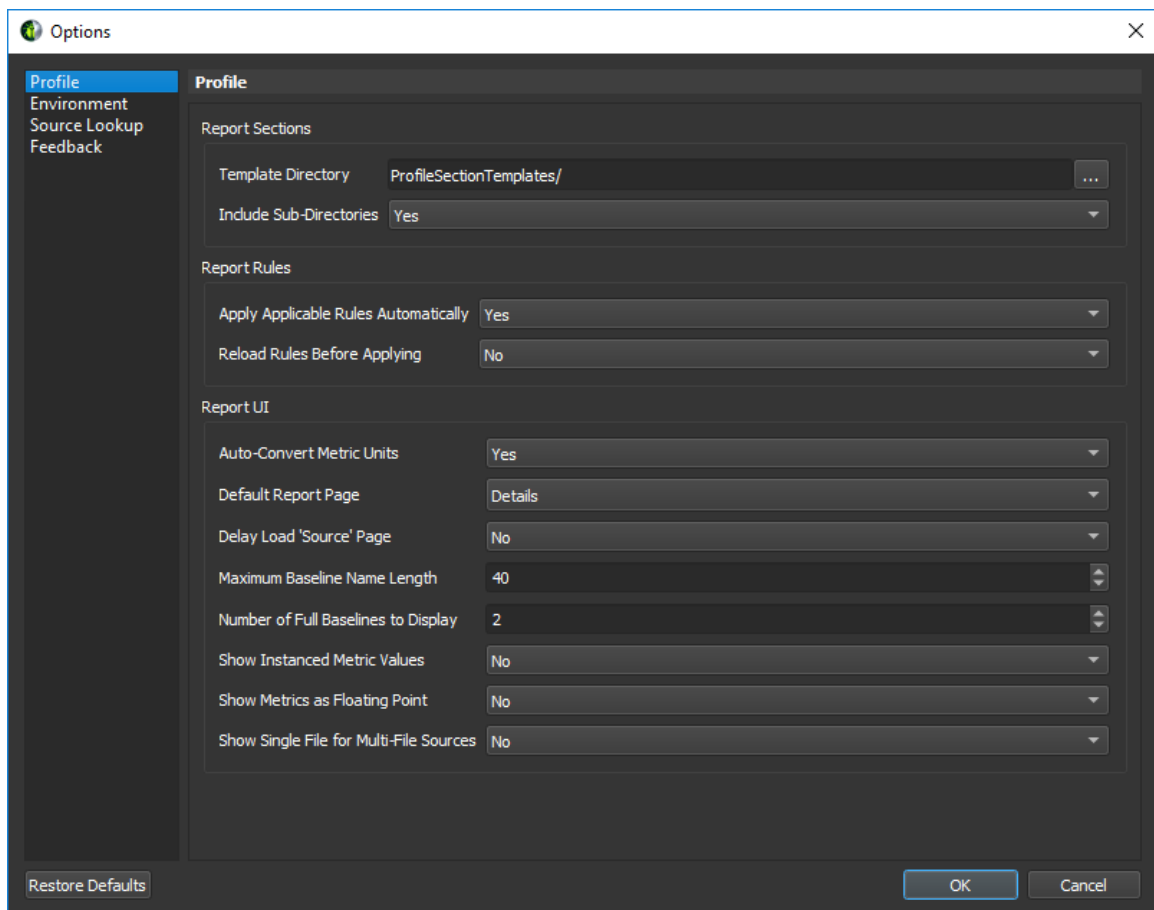 Options
Profile
Environment
Source Lookup
Feedback
Profile
Report Sections
Template Directory ProfileSectionTemplates/ ...
Include Sub-Directories Yes
Report Rules
Apply Applicable Rules Automatically Yes
Reload Rules Before Applying No
Report UI
Auto-Convert Metric Units Yes
Default Report Page Details
Delay Load 'Source' Page No
Maximum Baseline Name Length 40
Number of Full Baselines to Display 2
Show Instanced Metric Values No
Show Metrics as Floating Point No
Show Single File for Multi-File Sources No
Restore Defaults OK Cancel